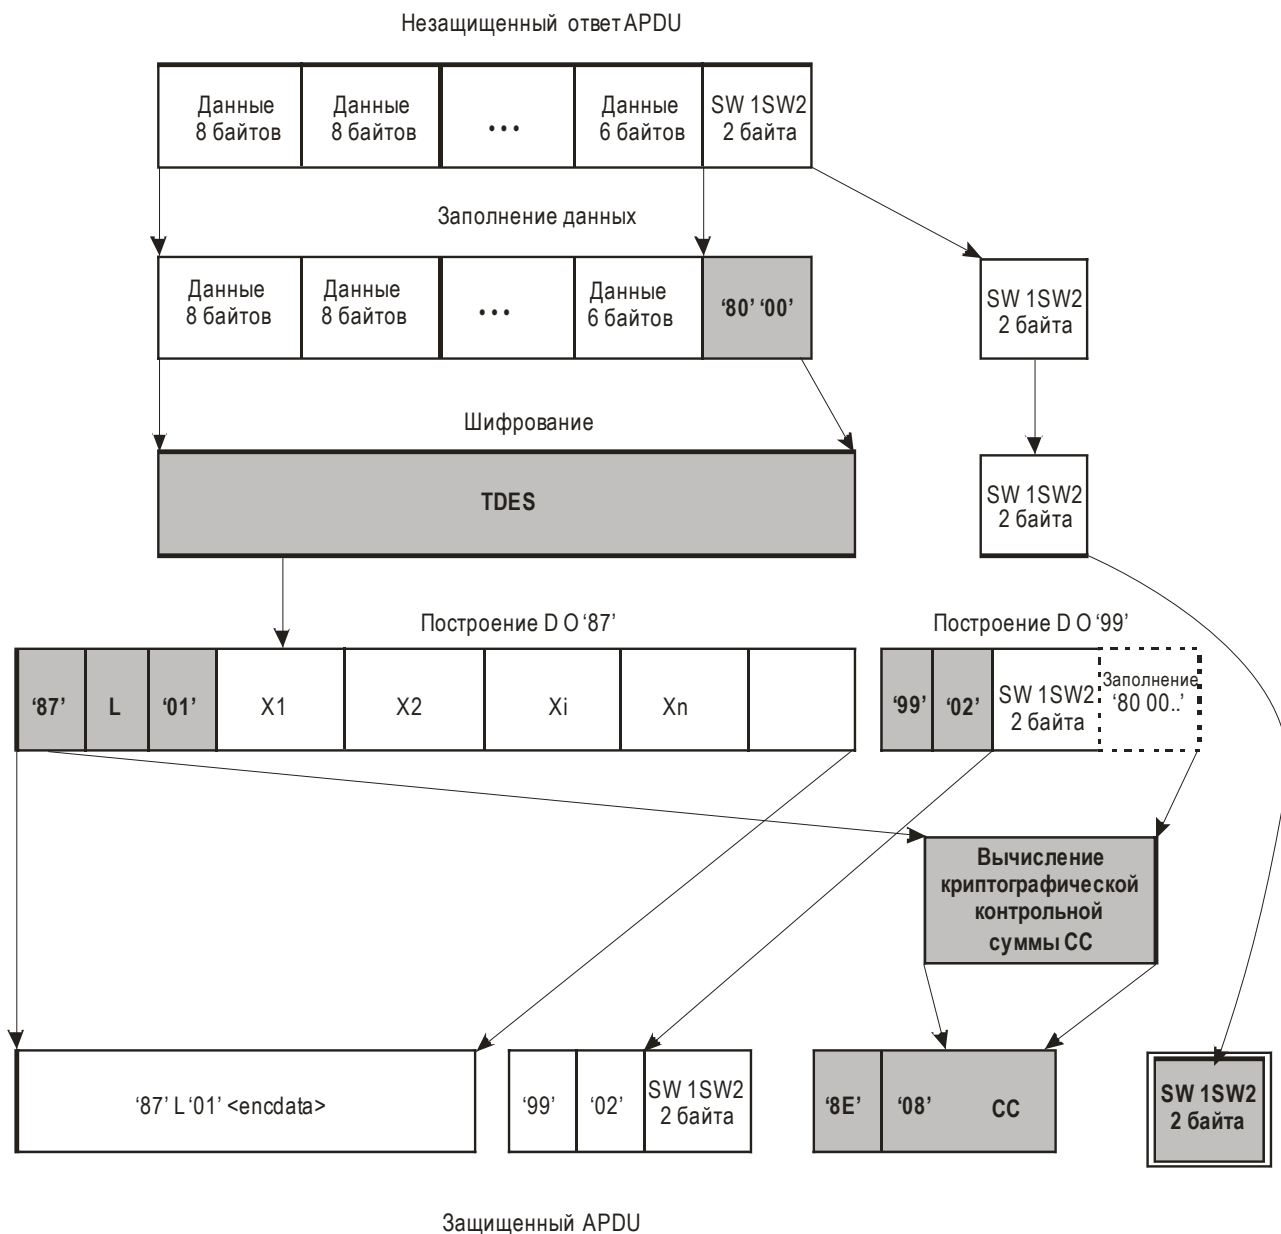 Незащищенный ответ APDU
Данные
8 байтов
Данные
8 байтов
...
Данные
6 байтов
SW 1SW2
2 байта
Заполнение данных
Данные
8 байтов
Данные
8 байтов
...
Данные
6 байтов
‘80’ ‘00’
SW 1SW2
2 байта
Шифрование
TDES
SW 1SW2
2 байта
Построение D O ‘87’
Построение D O ‘99’
‘87’
L
‘01’
X1
X2
Xi
Xn
‘99’
‘02’
SW 1SW2
2 байта
Заполнение
‘80 00..’
Вычисление
криптографической
контрольной
суммы CC
‘87’ L ‘01’ <encdata>
‘99’
‘02’
SW 1SW2
2 байта
‘8E’
‘08’
CC
SW 1SW2
2 байта
Защищенный APDU